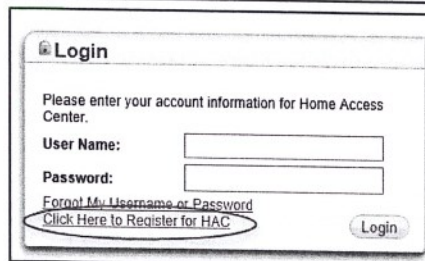 Login
Please enter your account information for Home Access
Center.
User Name:
Password:
Forgot My Username or Password
Click Here to Register for HAC
Login